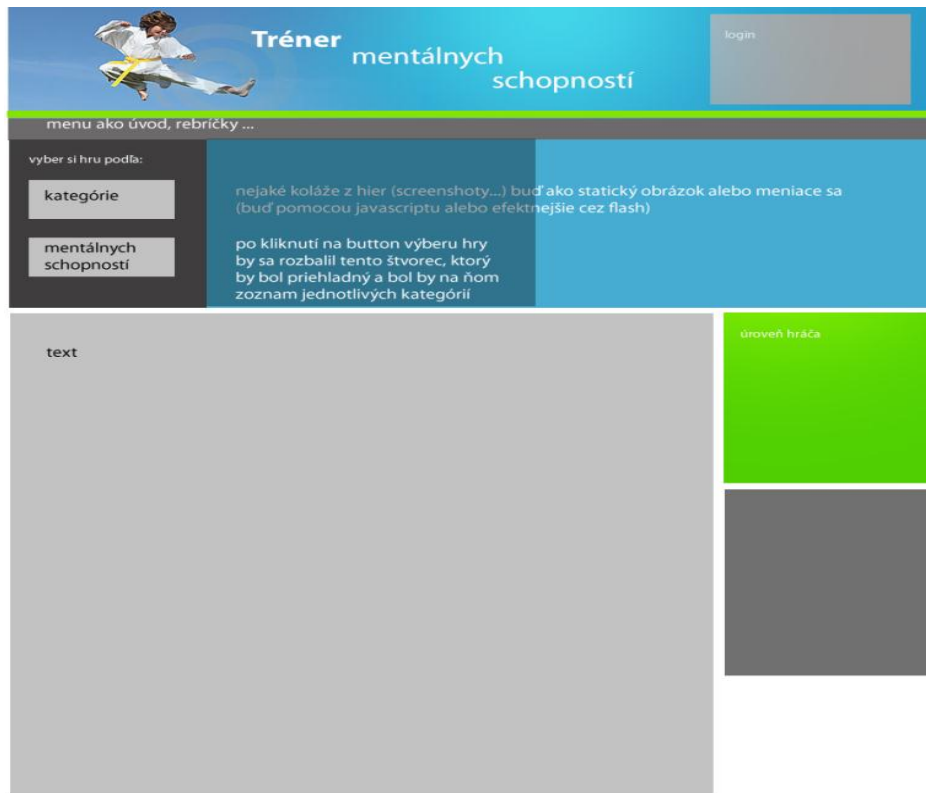 Tréner
mentálnych
schopností
login
menu ako úvod, rebríčky ...
vyber si hru podľa:
kategórie
mentálnych
schopností
nejaké koláže z hier (screenshoty...) buď ako statický obrázok alebo meniace sa
(buď pomocou javascriptu alebo efektnejšie cez flash)
po kliknutí na button výberu hry
by sa rozbalil tento štvorec, ktorý
by bol priehladný a bol by na ňom
zoznam jednotlivých kategórií
text
úroveň hráča